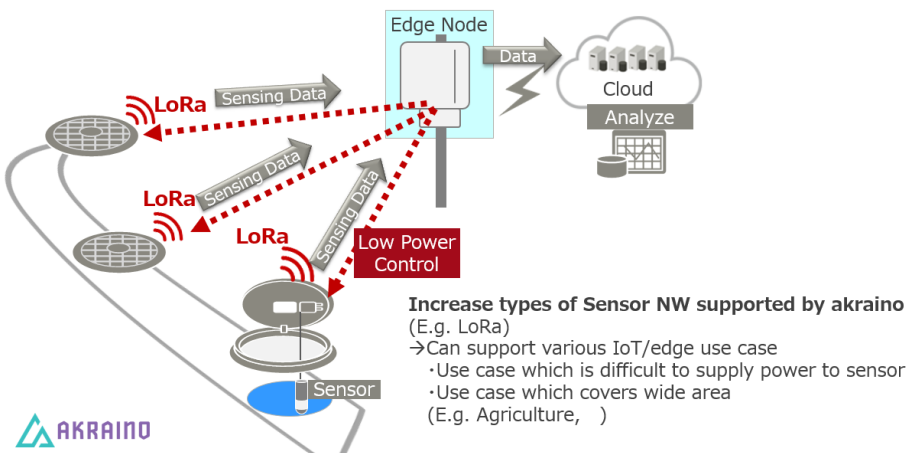 Edge Node
Data
Cloud
Analyze
LoRa
Sensing Data
LoRa
Sensing Data
LoRa
Sensing Data
Low Power
Control
Sensor
Increase types of Sensor NW supported by akraino
(E.g. LoRa)
→Can support various IoT/edge use case
・Use case which is difficult to supply power to sensor
・Use case which covers wide area
(E.g. Agriculture,　)
AKRAINO